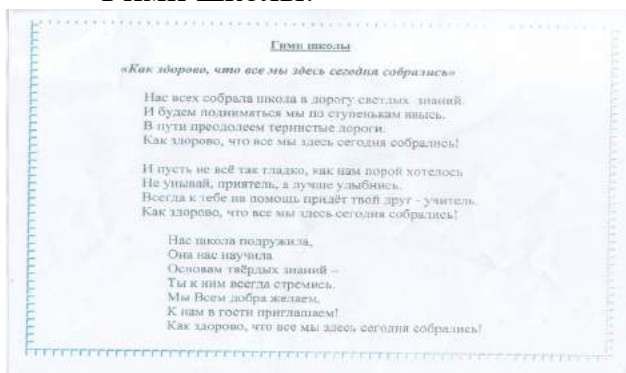 Гимн школы
«Как здорово, что все мы здесь сегодня собрались»
Нас всех собрала школа в дорогу светлых знаний.
И будем подниматься мы по ступенькам ввысь.
В пути преодолеем тернистые дороги.
Как здорово, что все мы здесь сегодня собрались!
И пусть не всё так гладко, как нам порой хотелось
Не унывай, приятель, а лучше улыбнись.
Всегда к тебе на помощь придёт твой друг - учитель.
Как здорово, что все мы здесь сегодня собрались!
Нас школа подружила,
Она нас научила
Основам твёрдых знаний –
Ты к ним всегда стремись.
Мы Всем добра желаем,
К нам в гости приглашаем!
Как здорово, что все мы здесь сегодня собрались!